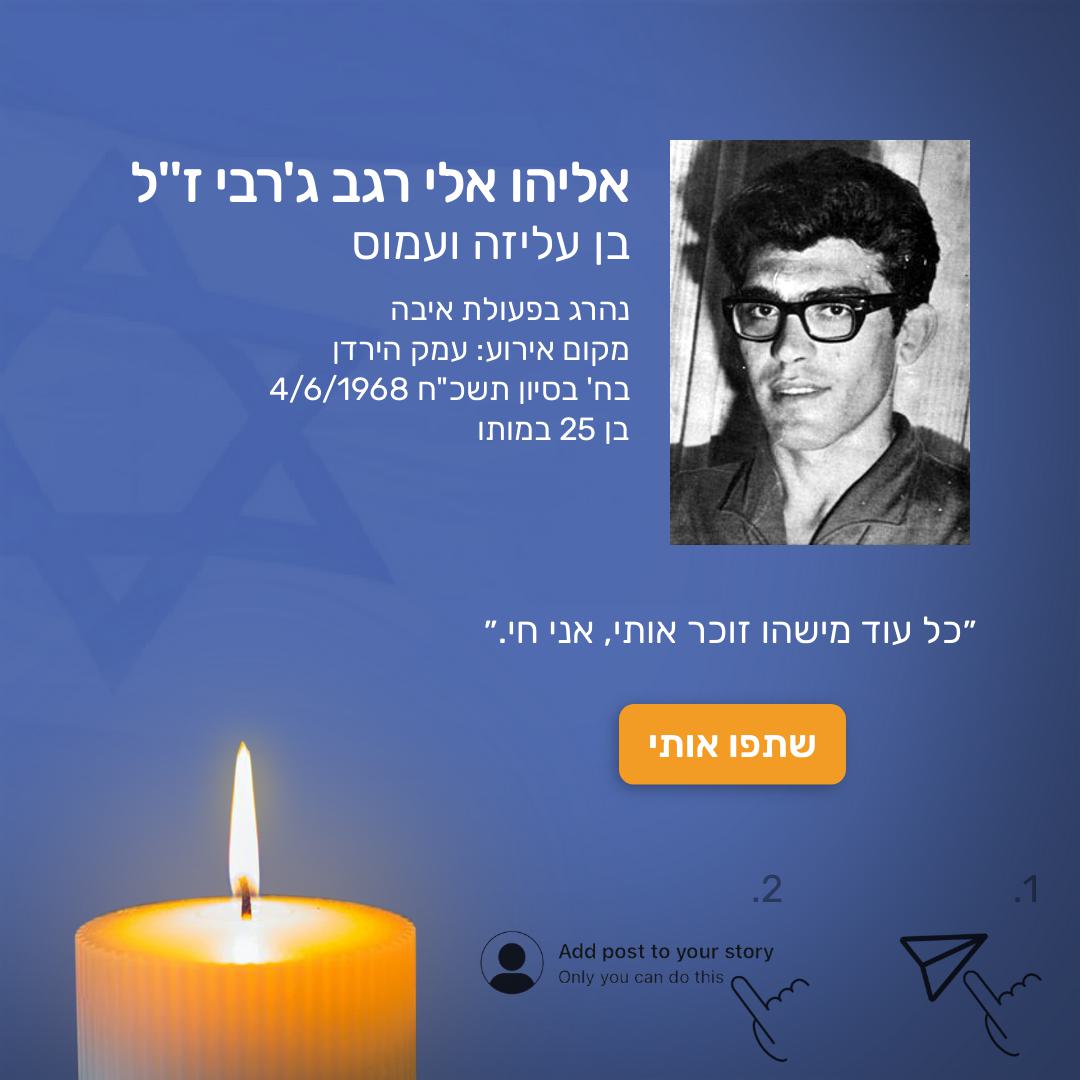 אליהו אלי רגב ג'רבי ז"ל
בן עליזה ועמוס
נהרג בפעולת איבה
מקום אירוע: עמק הירדן
בח' בסיון תשכ"ח 4/6/1968
בן 25 במותו
״כל עוד מישהו זוכר אותי, אני חי.״
שתפו אותי
.1
.2
Add post to your story
Only you can do this